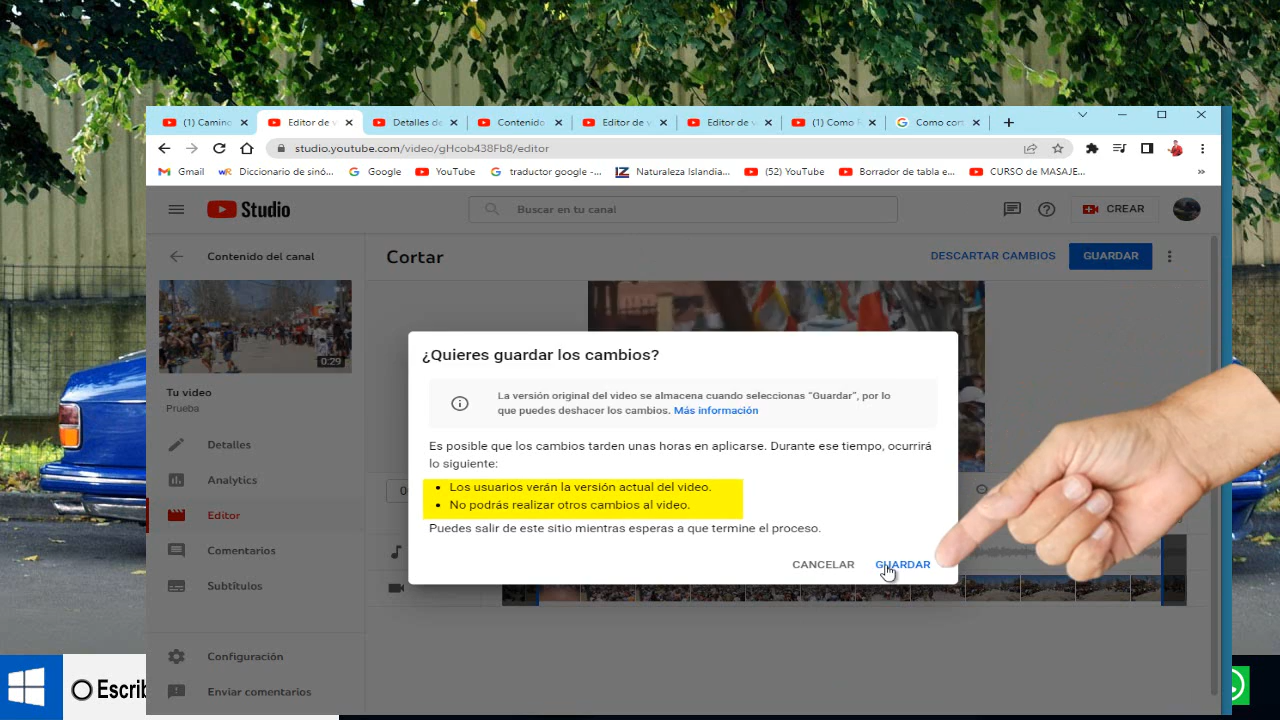 (1) Camino
Editor de v
Detalles de
Contenido
Editor de v
Editor de v
(1) Como
Como cort
studio.youtube.com/video/gHcob438Fb8/editor
Gmail
Diccionario de sinó...
Google
YouTube
traductor google -...
Naturaleza Islandia...
(52) YouTube
Borrador de tabla e...
CURSO de MASAJE...
Studio
Buscar en tu canal
CREAR
Contenido del canal
Cortar
DESCARTAR CAMBIOS
GUARDAR
0:29
Tu video
Prueba
Detalles
Analytics
Editor
Comentarios
Subtítulos
Configuración
Enviar comentarios
¿Quieres guardar los cambios?
La versión original del video se almacena cuando seleccionas "Guardar", por lo
que puedes deshacer los cambios. Más información
Es posible que los cambios tarden unas horas en aplicarse. Durante ese tiempo, ocurrirá
lo siguiente:
• Los usuarios verán la versión actual del video.
• No podrás realizar otros cambios al video.
Puedes salir de este sitio mientras esperas a que termine el proceso.
CANCELAR
GUARDAR
Escrib